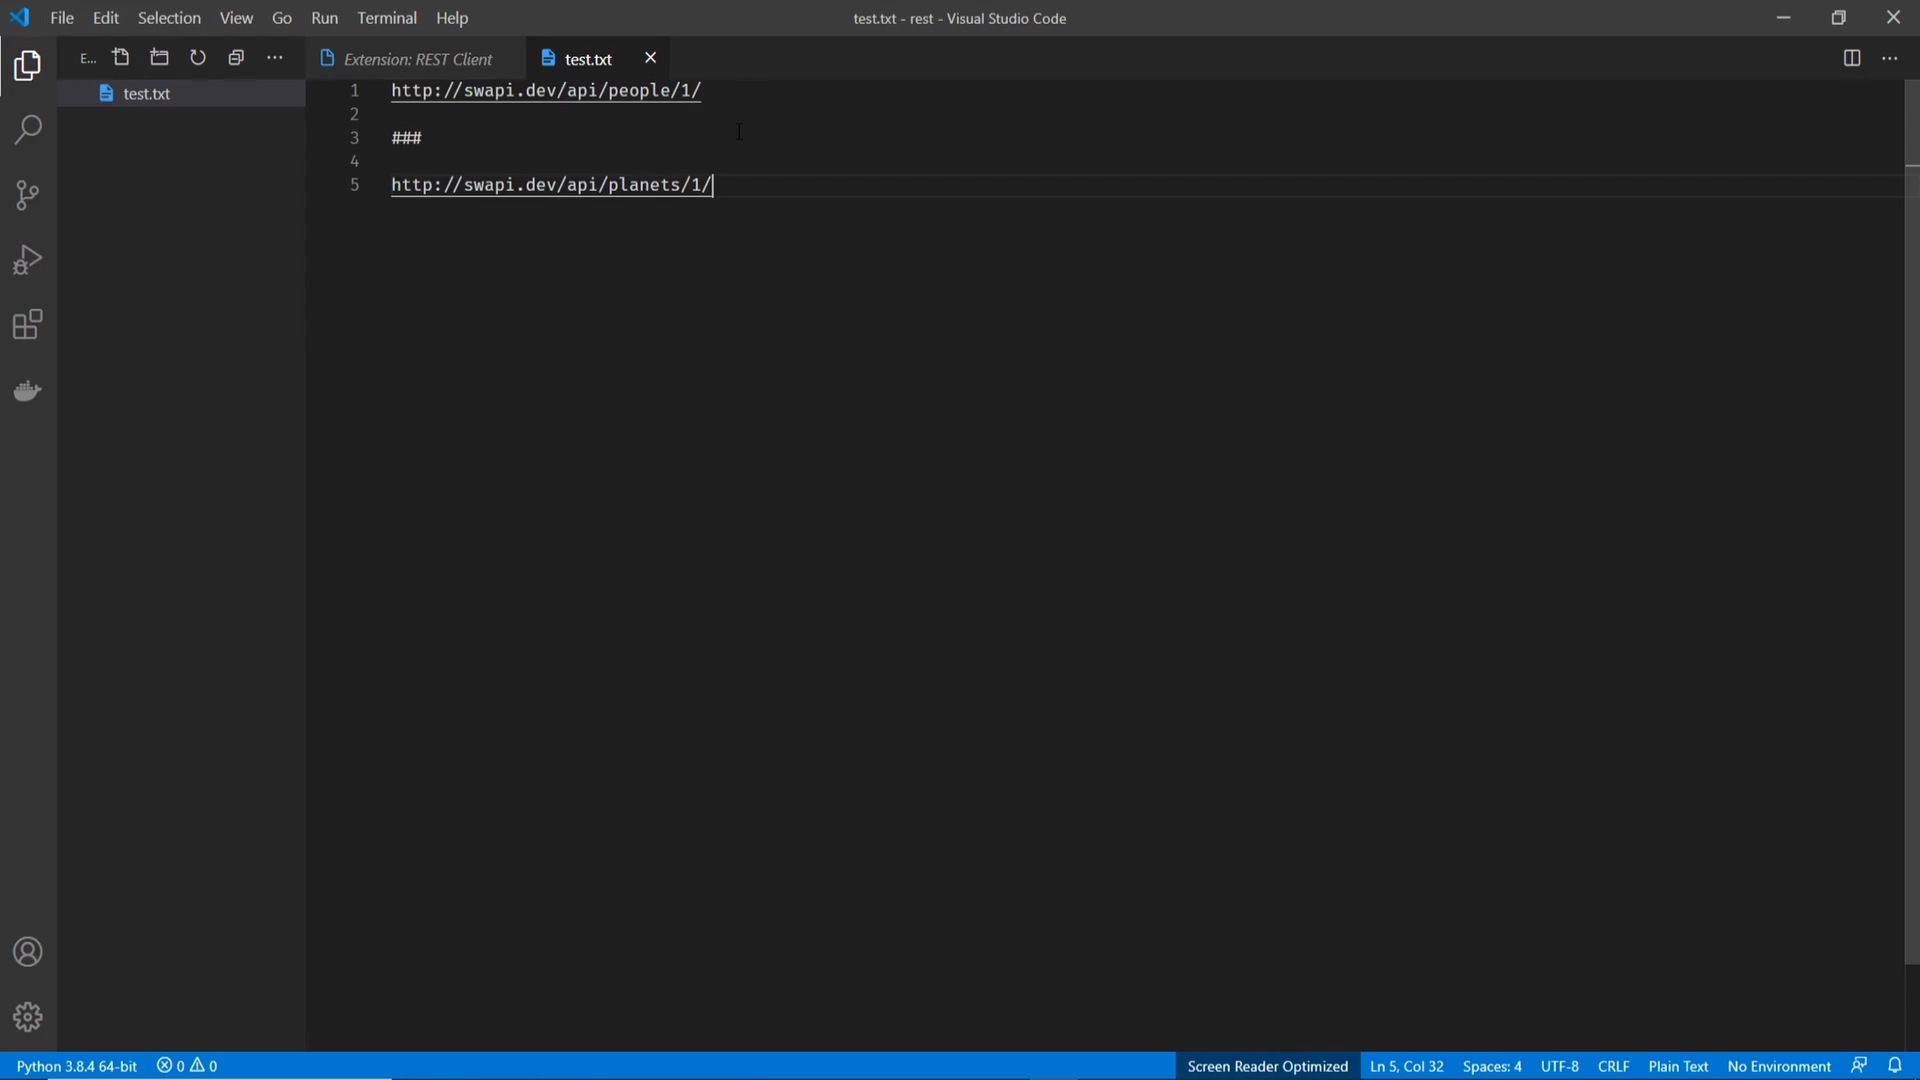 File Edit Selection View Go Run Terminal Help
test.txt - rest - Visual Studio Code
E...
Extension: REST Client
test.txt
test.txt
1 http://swapi.dev/api/people/1/
2
3 ###
4
5 http://swapi.dev/api/planets/1/
Python 3.8.4 64-bit 0 0 Screen Reader Optimized Ln 5, Col 32 Spaces: 4 UTF-8 CRLF Plain Text No Environment